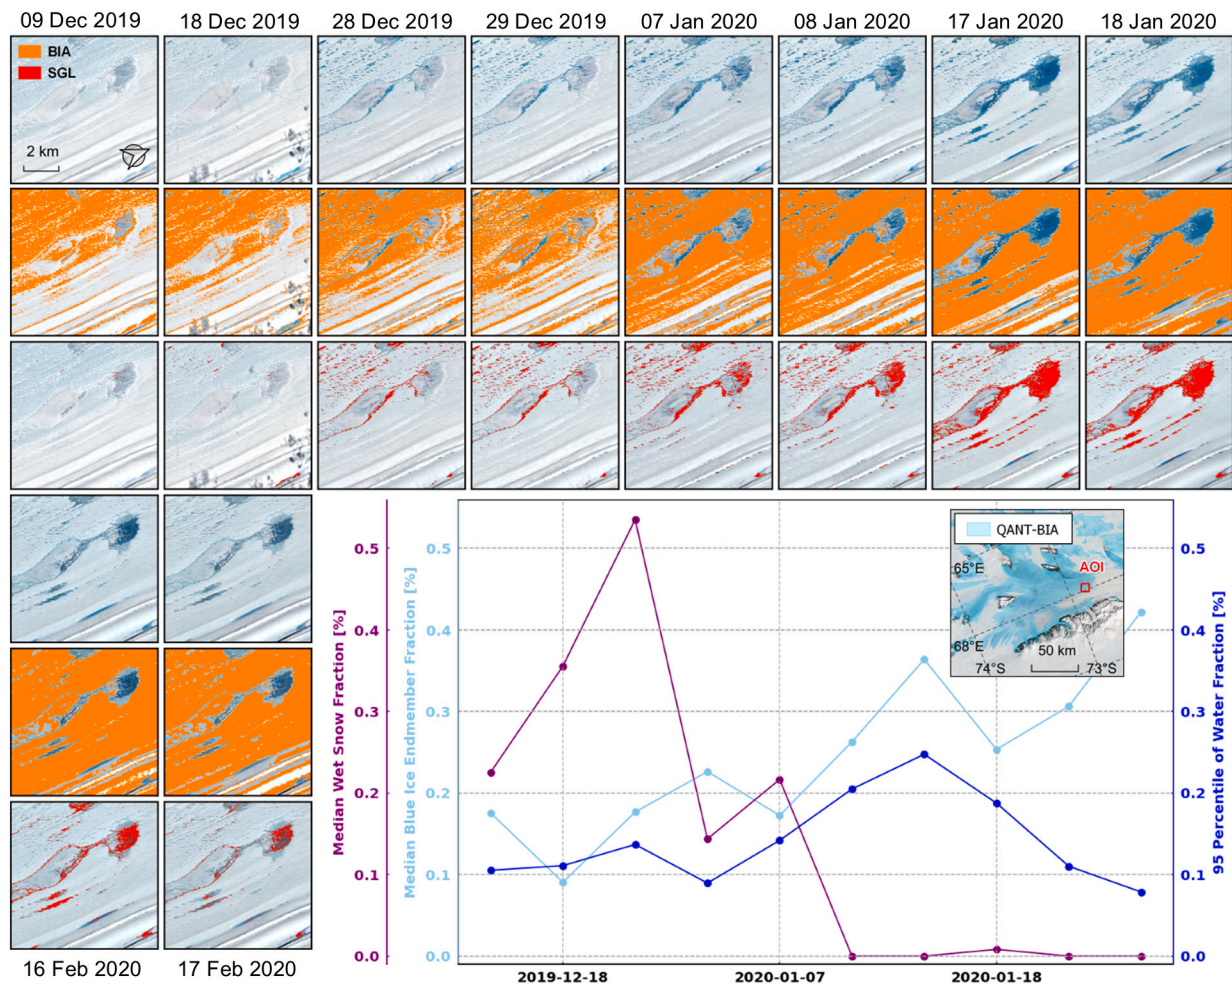 09 Dec 2019 18 Dec 2019 28 Dec 2019 29 Dec 2019 07 Jan 2020 08 Jan 2020 17 Jan 2020 18 Jan 2020
BIA
SGL
2 km
16 Feb 2020 17 Feb 2020
Median Wet Snow Fraction [%]
0.5
0.4
0.3
0.2
0.1
0.0
Median Blue Ice Endmember Fraction [%]
0.5
0.4
0.3
0.2
0.1
0.0
QANT-BIA
65°E
AOI
68°E
50 km
74°S
73°S
0.5
0.4
0.3
0.2
0.1
0.0
95 Percentile of Water Fraction [%]
2019-12-18 2020-01-07 2020-01-18